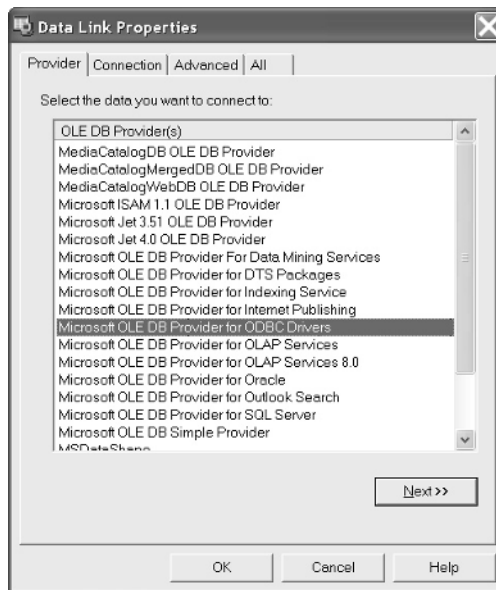 Data Link Properties
Provider Connection Advanced All
Select the data you want to connect to:
OLE DB Provider(s)
MediaCatalogDB OLE DB Provider
MediaCatalogMergedDB OLE DB Provider
MediaCatalogWebDB OLE DB Provider
Microsoft ISAM 1.1 OLE DB Provider
Microsoft Jet 3.51 OLE DB Provider
Microsoft Jet 4.0 OLE DB Provider
Microsoft OLE DB Provider For Data Mining Services
Microsoft OLE DB Provider for DTS Packages
Microsoft OLE DB Provider for Indexing Service
Microsoft OLE DB Provider for Internet Publishing
Microsoft OLE DB Provider for ODBC Drivers
Microsoft OLE DB Provider for OLAP Services
Microsoft OLE DB Provider for OLAP Services 8.0
Microsoft OLE DB Provider for Oracle
Microsoft OLE DB Provider for Outlook Search
Microsoft OLE DB Provider for SQL Server
Microsoft OLE DB Simple Provider
MSDataShape
Next >>
OK Cancel Help